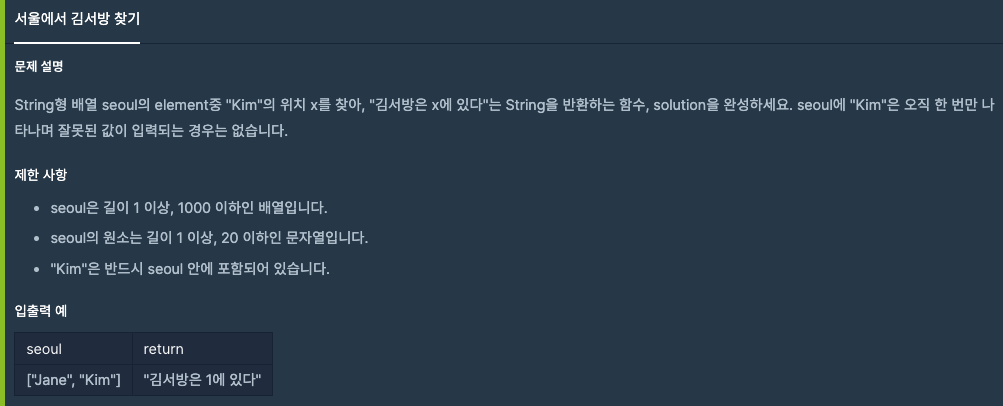 서울에서 김서방 찾기
문제 설명
String형 배열 seoul의 element중 "Kim"의 위치 x를 찾아, "김서방은 x에 있다"는 String을 반환하는 함수, solution을 완성하세요. seoul에 "Kim"은 오직 한 번만 나
타나며 잘못된 값이 입력되는 경우는 없습니다.
제한 사항
• seoul은 길이 1 이상, 1000 이하인 배열입니다.
• seoul의 원소는 길이 1 이상, 20 이하인 문자열입니다.
• "Kim"은 반드시 seoul 안에 포함되어 있습니다.
입출력 예
seoul return
["Jane", "Kim"] "김서방은 1에 있다"